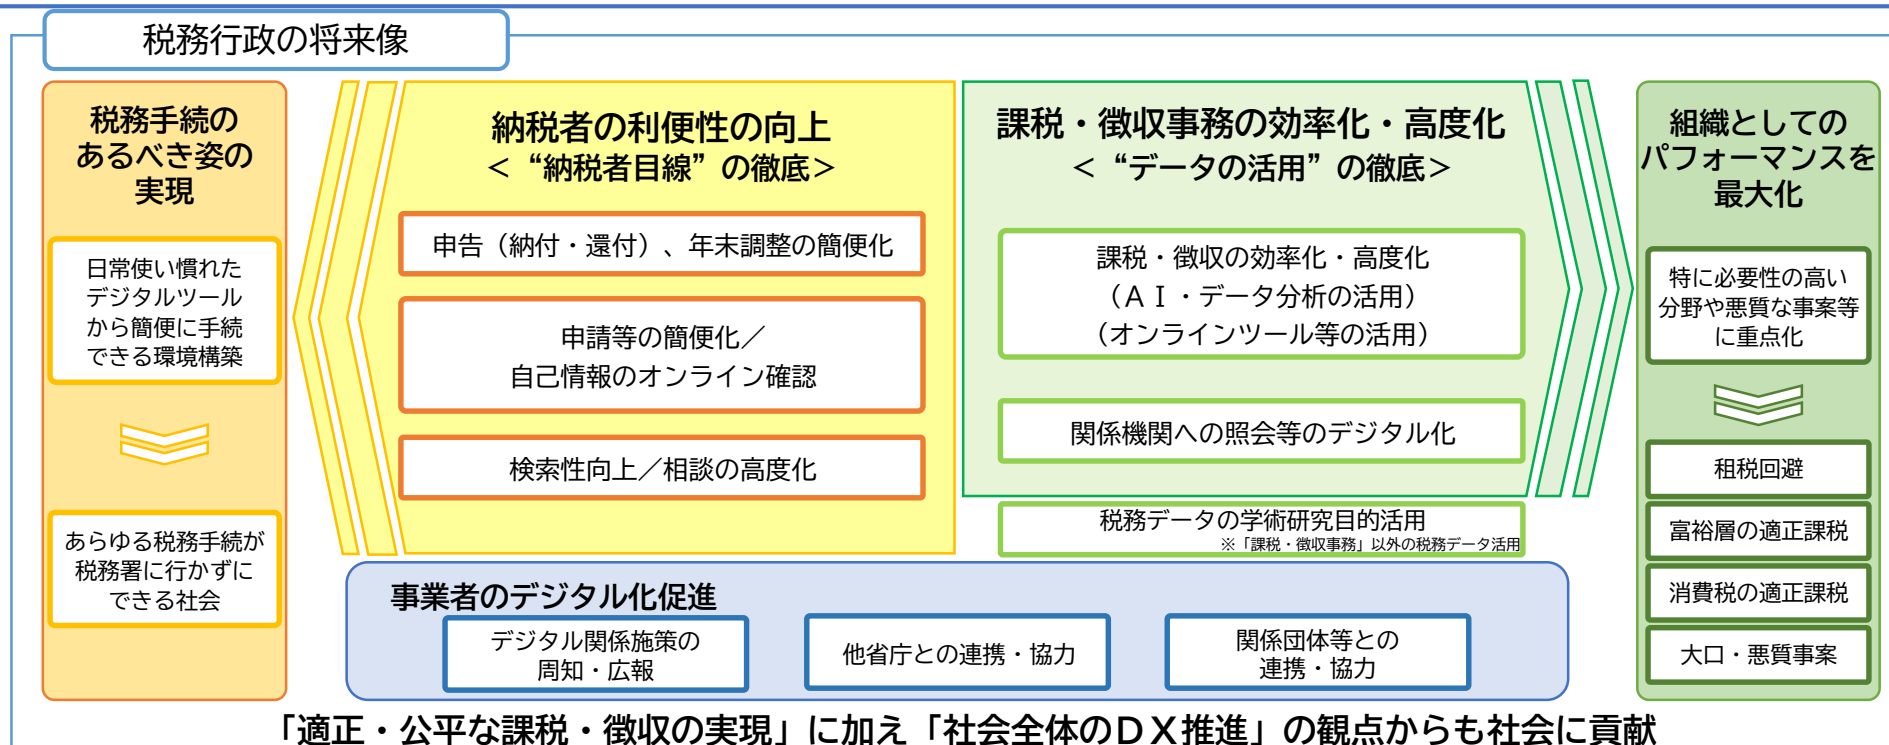 税務行政の将来像
税務手続の
あるべき姿の
実現
日常使い慣れた
デジタルツール
から簡便に手続
できる環境構築
あらゆる税務手続が
税務署に行かずに
できる社会
納税者の利便性の向上
＜“納税者目線”の徹底＞
申告（納付・還付）、年末調整の簡便化
申請等の簡便化／
自己情報のオンライン確認
検索性向上／相談の高度化
課税・徴収事務の効率化・高度化
＜“データの活用”の徹底＞
課税・徴収の効率化・高度化
（ＡＩ・データ分析の活用）
（オンラインツール等の活用）
関係機関への照会等のデジタル化
税務データの学術研究目的活用
※「課税・徴収事務」以外の税務データ活用
組織としての
パフォーマンスを
最大化
特に必要性の高い
分野や悪質な事案等
に重点化
租税回避
富裕層の適正課税
消費税の適正課税
大口・悪質事案
事業者のデジタル化促進
デジタル関係施策の
周知・広報
他省庁との連携・協力
関係団体等との
連携・協力
「適正・公平な課税・徴収の実現」に加え「社会全体のＤＸ推進」の観点からも社会に貢献